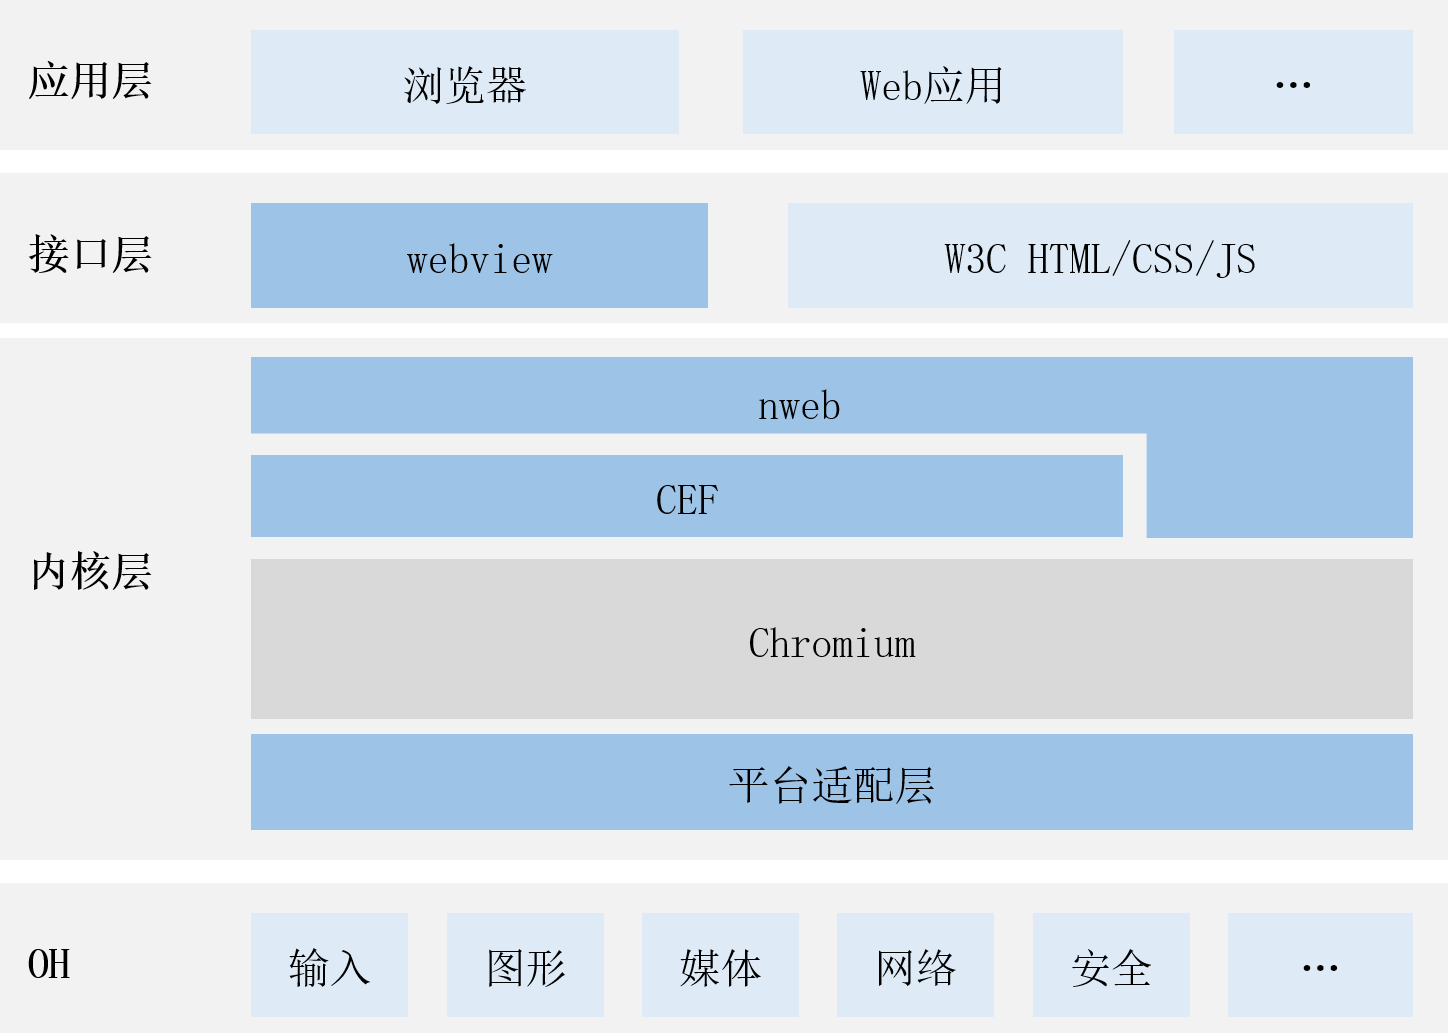 应用层
浏览器
Web应用
…
接口层
webview
W3C HTML/CSS/JS
内核层
nweb
CEF
Chromium
平台适配层
OH
输入
图形
媒体
网络
安全
…